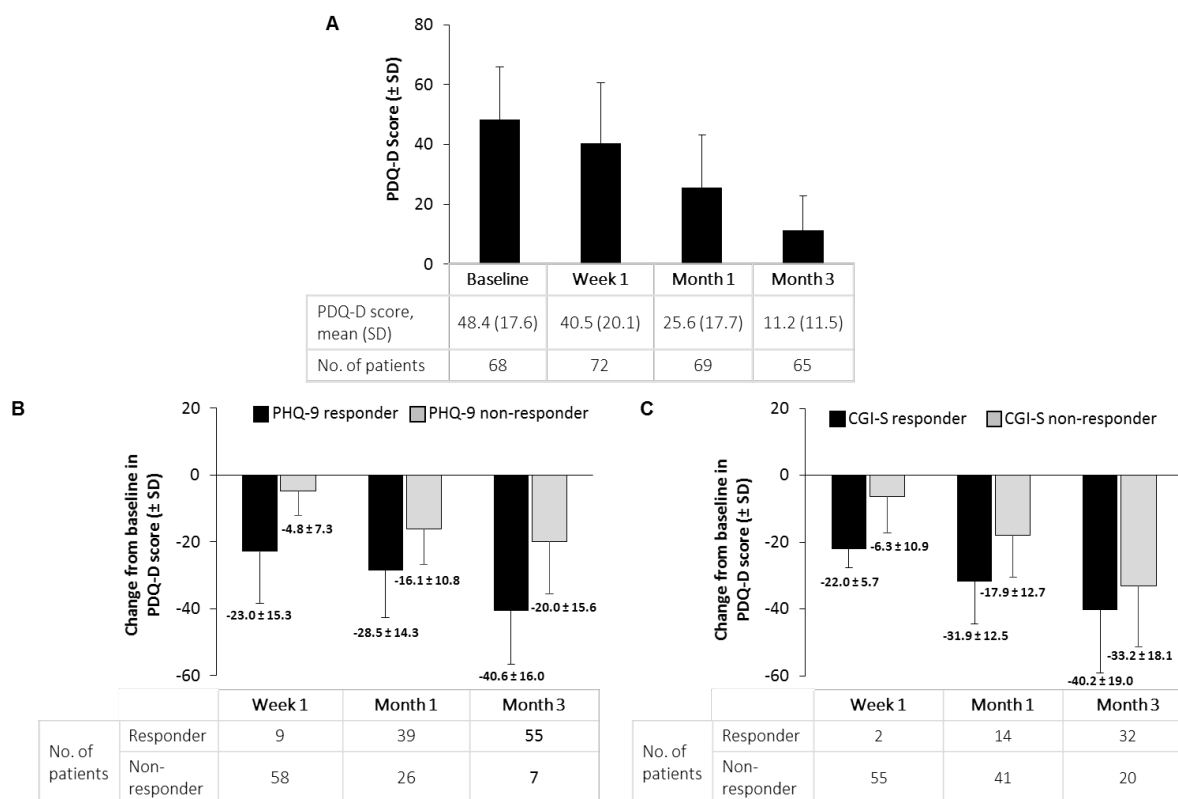 A
PDQ-D Score (± SD)
80
60
40
20
0
Baseline Week 1 Month 1 Month 3
PDQ-D score, mean (SD) 48.4 (17.6) 40.5 (20.1) 25.6 (17.7) 11.2 (11.5)
No. of patients 68 72 69 65
B
Change from baseline in
PDQ-D score (± SD)
20
0
-20
-40
-60
PHQ-9 responder PHQ-9 non-responder
-4.8 ± 7.3
-23.0 ± 15.3
-16.1 ± 10.8
-28.5 ± 14.3
-20.0 ± 15.6
-40.6 ± 16.0
Week 1 Month 1 Month 3
No. of patients
Responder 9 39 55
Non-responder 58 26 7
C
Change from baseline in
PDQ-D score (± SD)
20
0
-20
-40
-60
CGI-S responder CGI-S non-responder
-6.3 ± 10.9
-22.0 ± 5.7
-17.9 ± 12.7
-31.9 ± 12.5
-33.2 ± 18.1
-40.2 ± 19.0
Week 1 Month 1 Month 3
No. of patients
Responder 2 14 32
Non-responder 55 41 20